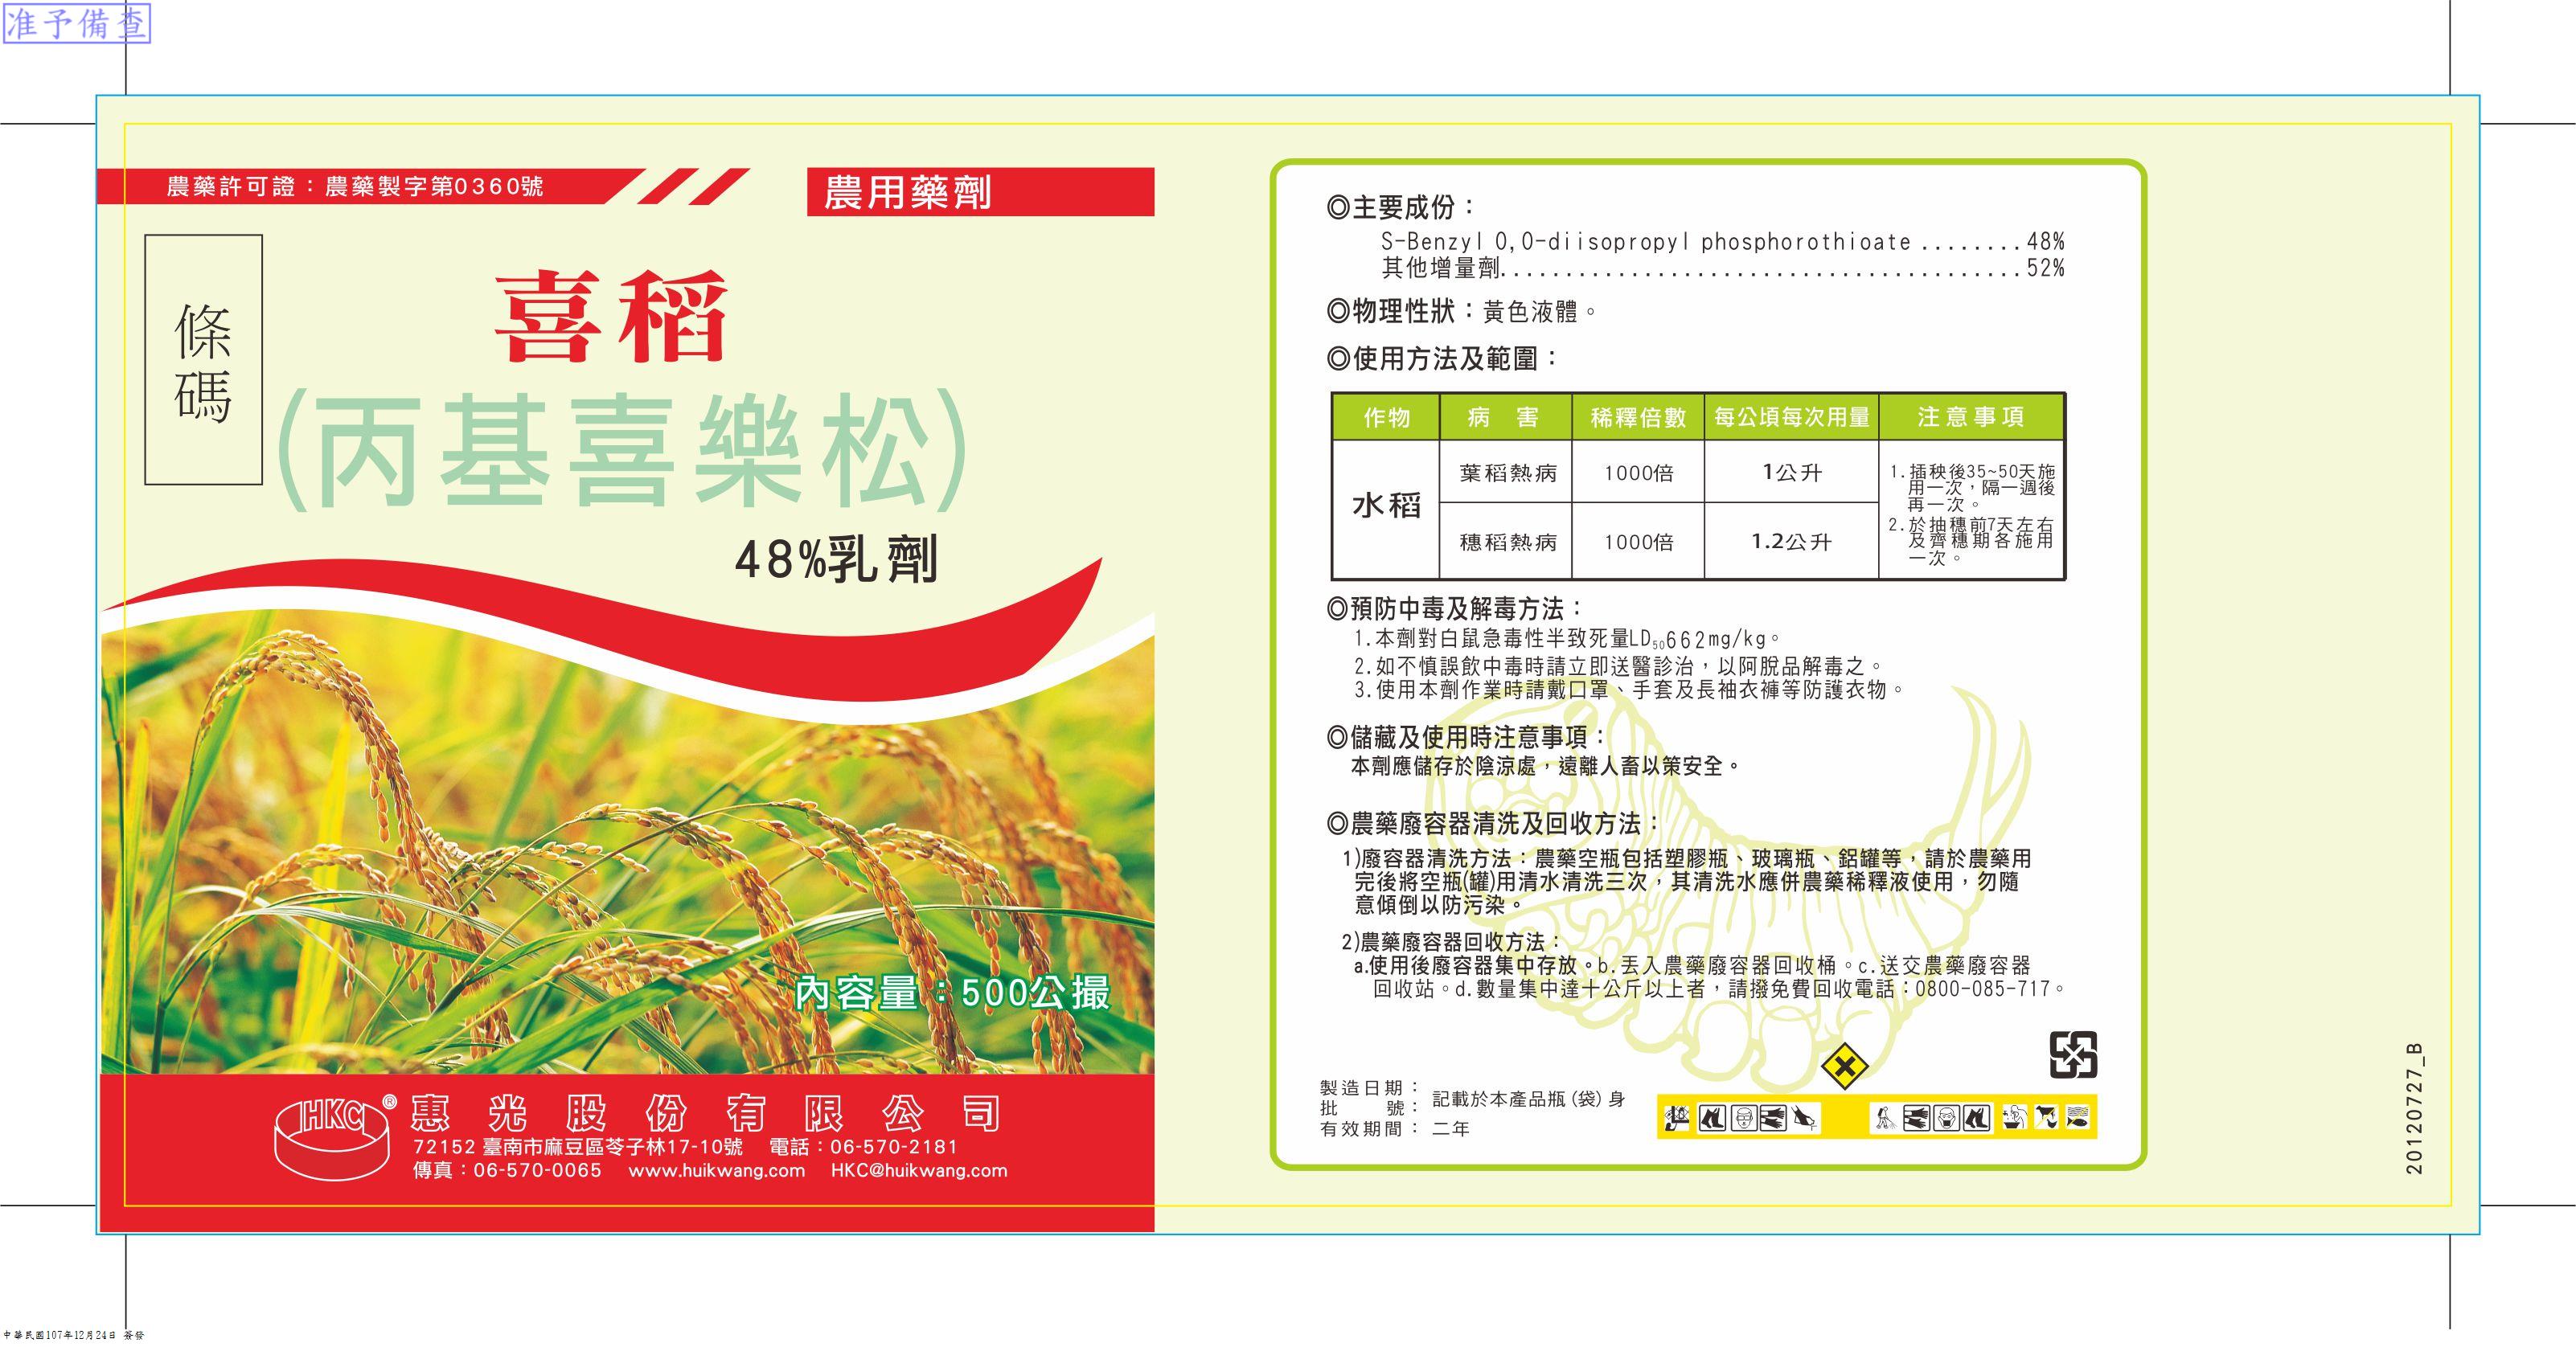 准予備查
農藥許可證：農藥製字第0360號
農用藥劑
條碼
喜稻
(丙基喜樂松)
48%乳劑
內容量：500公撮
HKC®
惠光股份有限公司
72152 臺南市麻豆區苓子林17-10號 電話：06-570-2181
傳真：06-570-0065 www.huikwang.com HKC@huikwang.com
◎主要成份：
S-Benzyl O,O-diisopropyl phosphorothioate ........48%
其他增量劑........................................52%
◎物理性狀：黃色液體。
◎使用方法及範圍：
作物 病 害 稀釋倍數 每公頃每次用量 注意事項
水稻
葉稻熱病 1000倍 1公升
穗稻熱病 1000倍 1.2公升
1.插秧後35~50天施
用一次，隔一週後
再一次。
2.於抽穗前7天左右
及齊穗期各施用
一次。
◎預防中毒及解毒方法：
1.本劑對白鼠急毒性半致死量LD₅₀662mg/kg。
2.如不慎誤飲中毒時請立即送醫診治，以阿脫品解毒之。
3.使用本劑作業時請戴口罩、手套及長袖衣褲等防護衣物。
◎儲藏及使用時注意事項：
本劑應儲存於陰涼處，遠離人畜以策安全。
◎農藥廢容器清洗及回收方法：
1)廢容器清洗方法：農藥空瓶包括塑膠瓶、玻璃瓶、鋁罐等，請於農藥用
完後將空瓶(罐)用清水清洗三次，其清洗水應併農藥稀釋液使用，勿隨
意傾倒以防污染。
2)農藥廢容器回收方法：
a.使用後廢容器集中存放。b.丟入農藥廢容器回收桶。c.送交農藥廢容器
回收站。d.數量集中達十公斤以上者，請撥免費回收電話：0800-085-717。
製造日期：
批 號： 記載於本產品瓶(袋)身
有效期間： 二年
20120727_B
中華民國107年12月24日 簽發